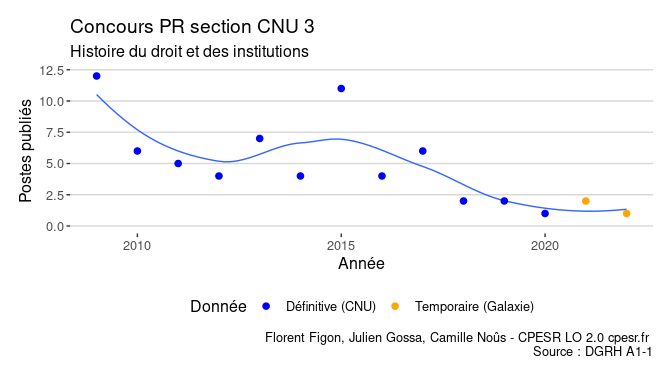 Concours PR section CNU 3
Histoire du droit et des institutions
Postes publiés
12.5
10.0
7.5
5.0
2.5
0.0
2010 2015 2020
Année
Donnée Définitive (CNU) Temporaire (Galaxie)
Florent Figon, Julien Gossa, Camille Noûs - CPESR LO 2.0 cpesr.fr
Source : DGRH A1-1